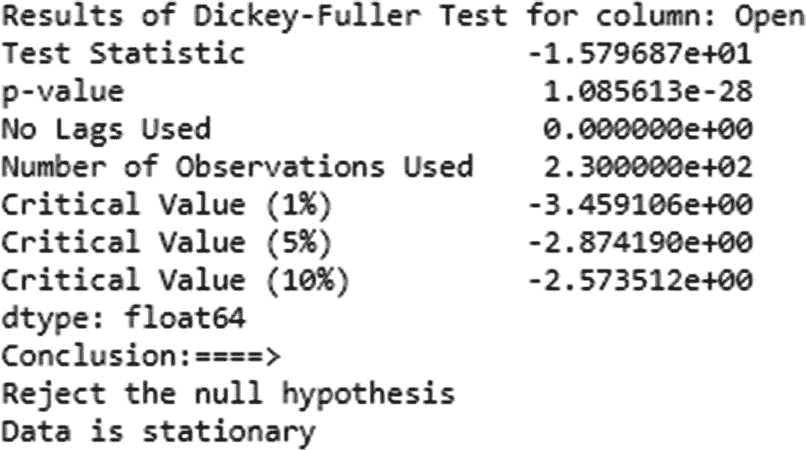 Results of Dickey-Fuller Test for column: Open
Test Statistic                 -1.579687e+01
p-value                         1.085613e-28
No Lags Used                    0.000000e+00
Number of Observations Used     2.300000e+02
Critical Value (1%)            -3.459106e+00
Critical Value (5%)            -2.874190e+00
Critical Value (10%)           -2.573512e+00
dtype: float64
Conclusion:====>
Reject the null hypothesis
Data is stationary